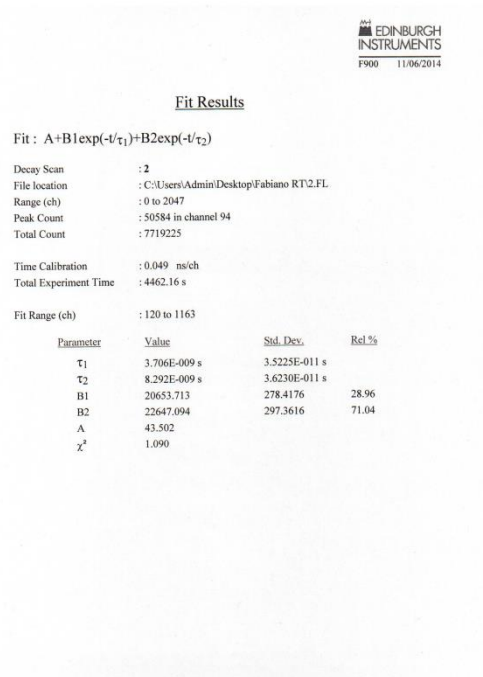 EDINBURGH
INSTRUMENTS
F900 11/06/2014
Fit Results
Fit : A+B1exp(-t/τ1)+B2exp(-t/τ2)
Decay Scan : 2
File location : C:\Users\Admin\Desktop\Fabiano RT\2.FL
Range (ch) : 0 to 2047
Peak Count : 50584 in channel 94
Total Count : 7719225
Time Calibration : 0.049 ns/ch
Total Experiment Time : 4462.16 s
Fit Range (ch) : 120 to 1163
Parameter Value Std. Dev. Rel %
τ1 3.706E-009 s 3.5225E-011 s
τ2 8.292E-009 s 3.6230E-011 s
B1 20653.713 278.4176 28.96
B2 22647.094 297.3616 71.04
A 43.502
χ² 1.090